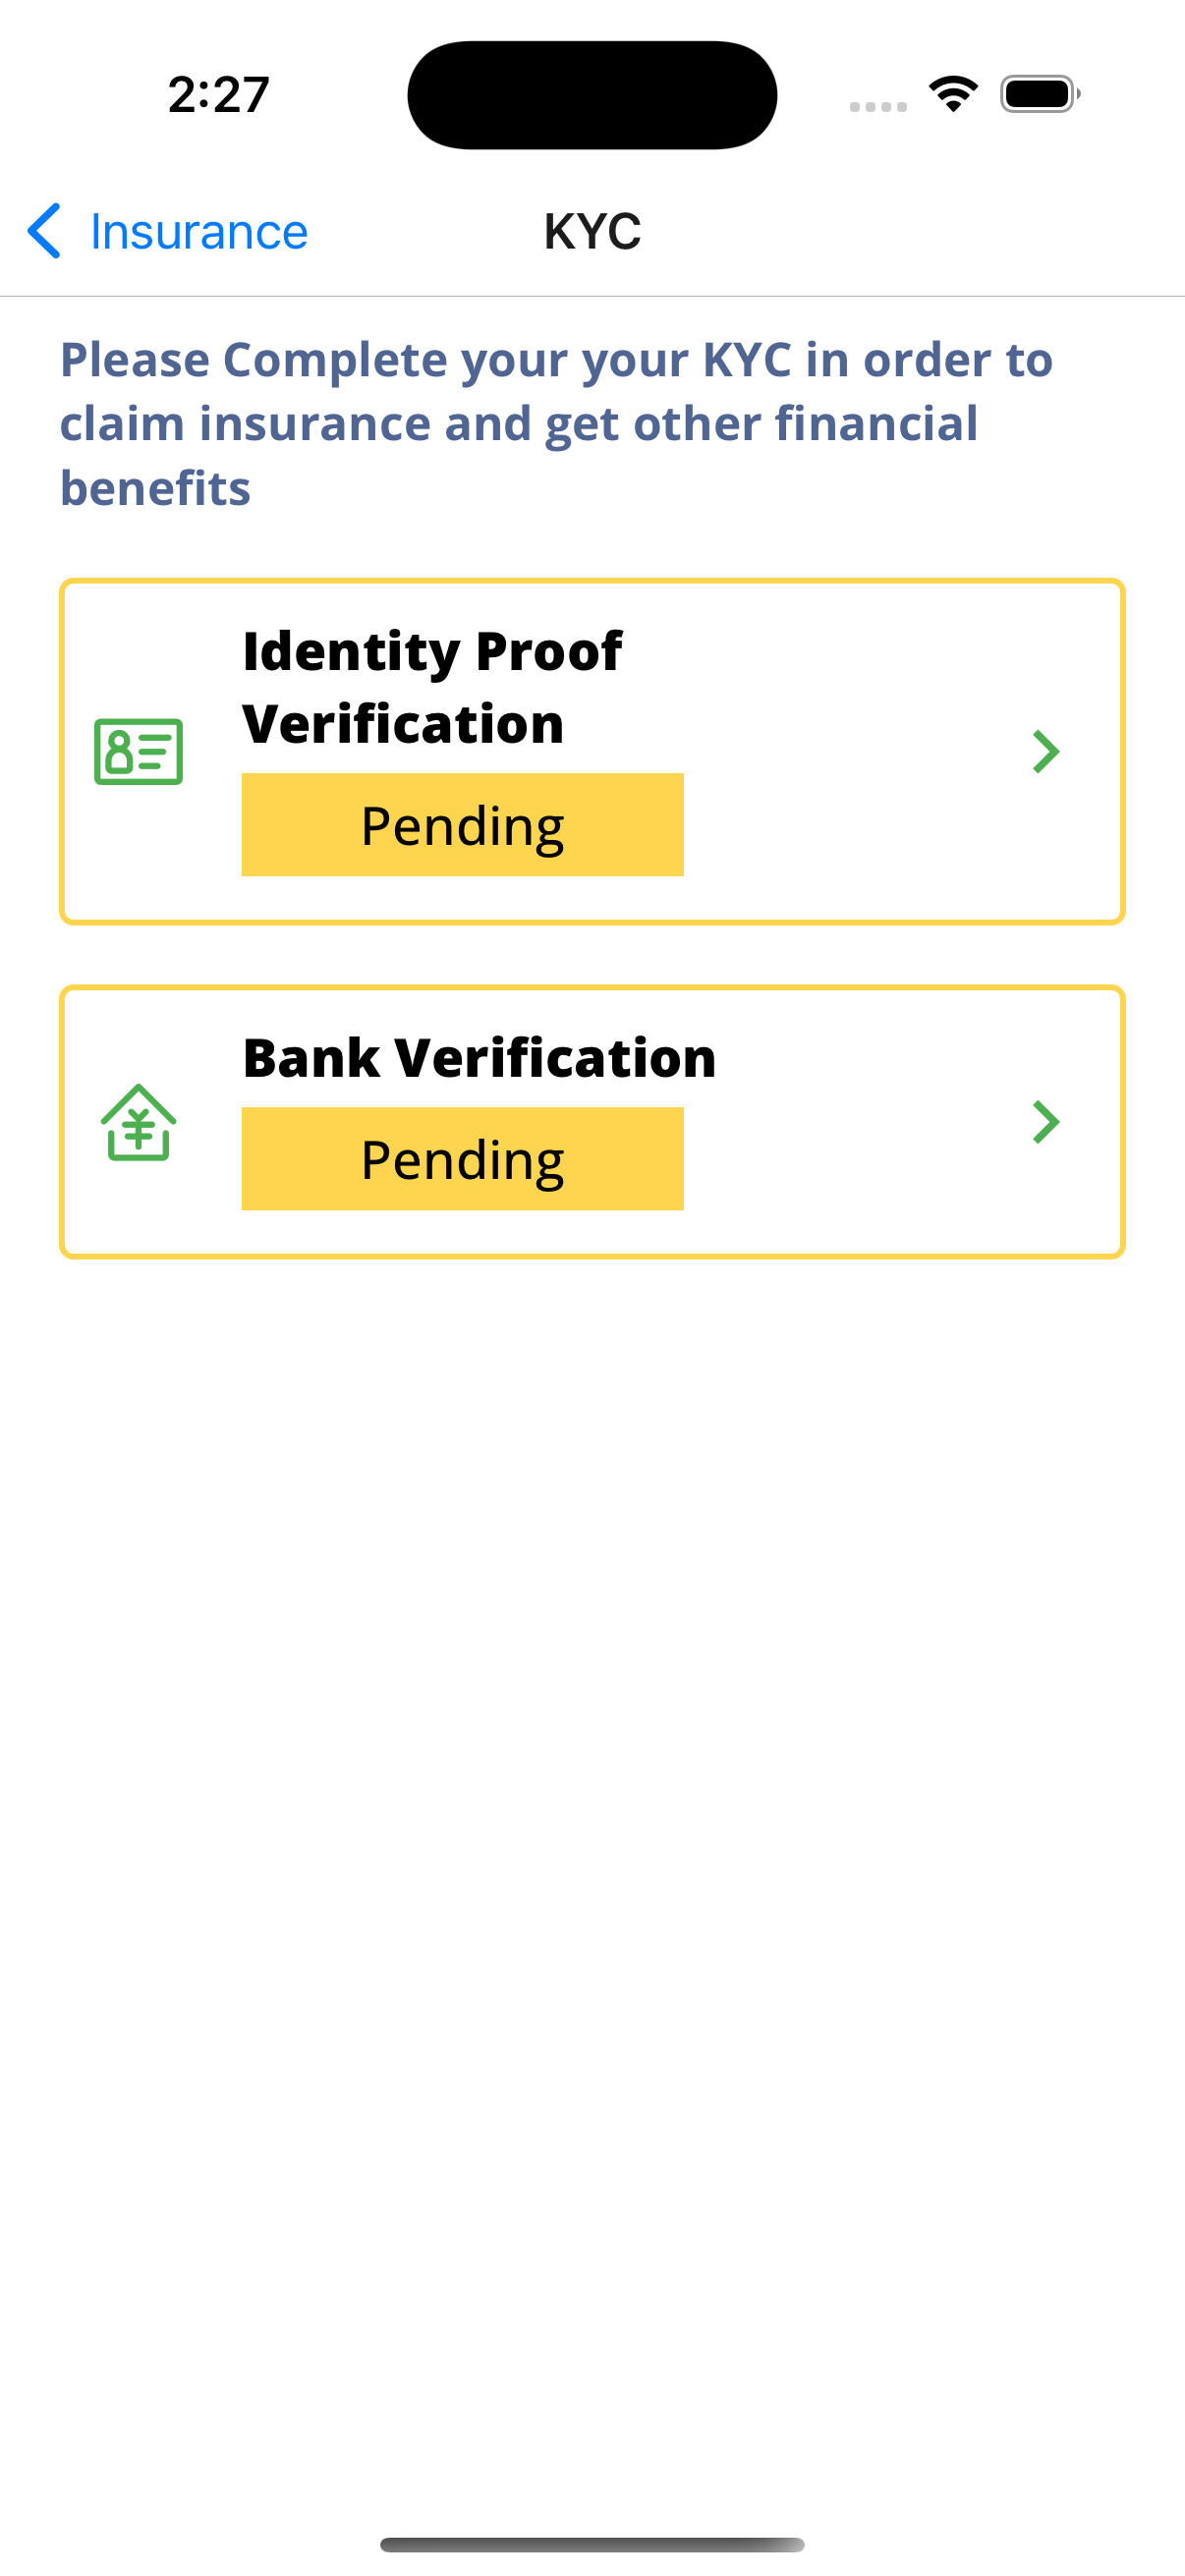 2:27
Insurance
KYC
Please Complete your your KYC in order to
claim insurance and get other financial
benefits
Identity Proof
Verification
Pending
Bank Verification
Pending